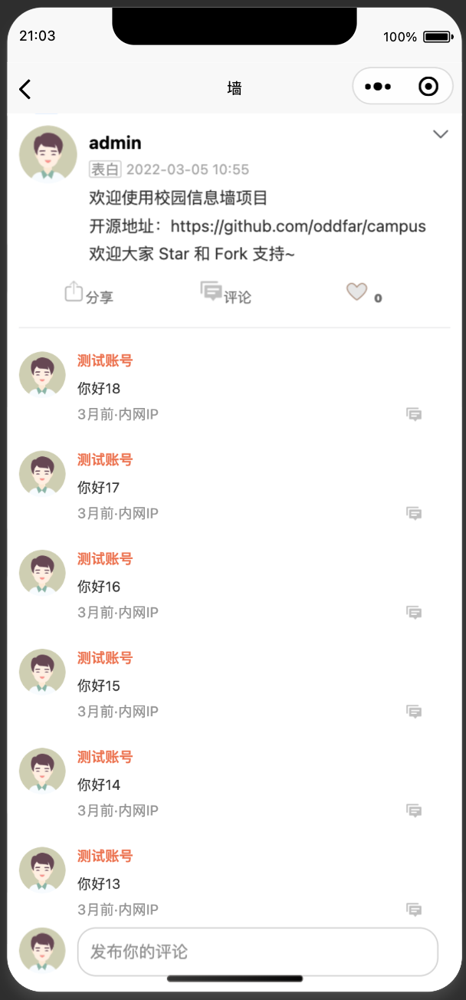 21:03 100%
墙
admin
表白 2022-03-05 10:55
欢迎使用校园信息墙项目
开源地址：https://github.com/oddfar/campus
欢迎大家 Star 和 Fork 支持~
分享 评论 0
测试账号
你好18
3月前·内网IP
测试账号
你好17
3月前·内网IP
测试账号
你好16
3月前·内网IP
测试账号
你好15
3月前·内网IP
测试账号
你好14
3月前·内网IP
测试账号
你好13
3月前·内网IP
发布你的评论